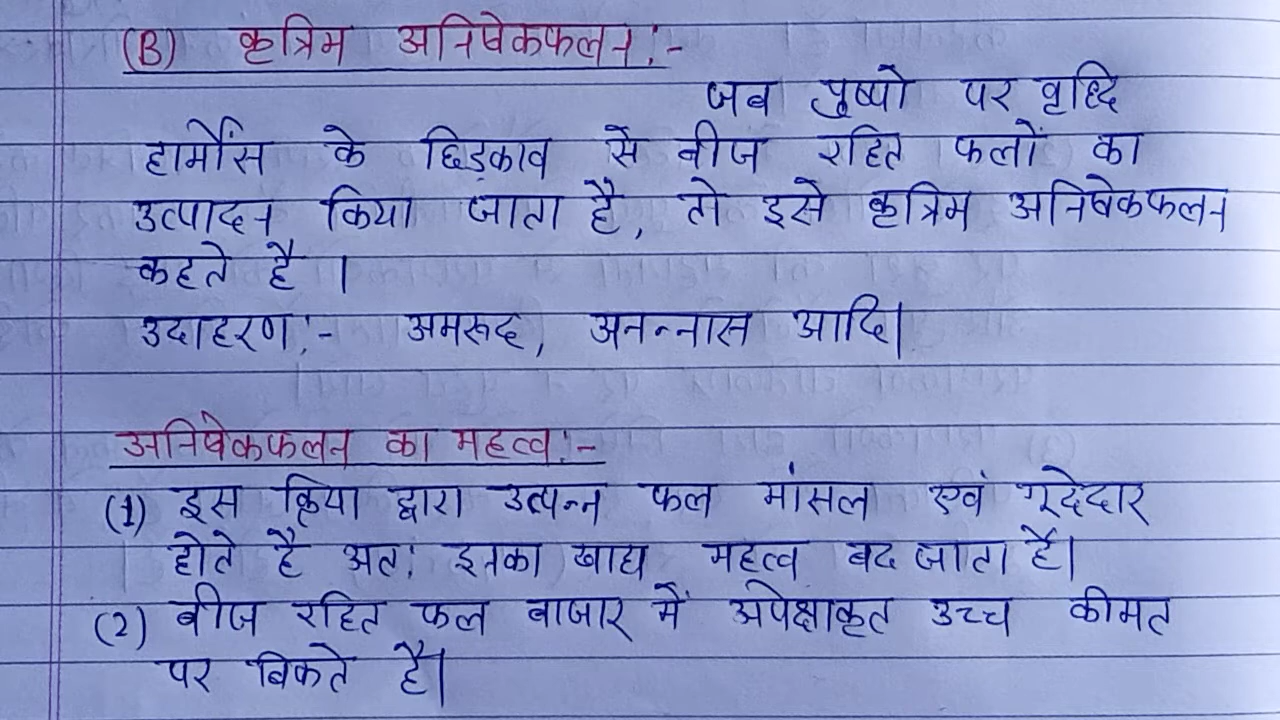 (B) कृत्रिम अनिषेकफलन:-
जब पुष्पो पर वृध्दि
हार्मोंस के छिड़काव से बीज रहित फलों का
उत्पादन किया जाता है, तो इसे कृत्रिम अनिषेकफलन
कहते है ।
उदाहरण:- अमरूद, अनन्नास आदि।
अनिषेकफलन का महत्व:-
(1) इस क्रिया द्वारा उत्पन्न फल मांसल एवं गूदेदार
होते है अत: इनका खाद्य महत्व बढ जाता है।
(2) बीज रहित फल बाजार में अपेक्षाकृत उच्च कीमत
पर बिकते है।